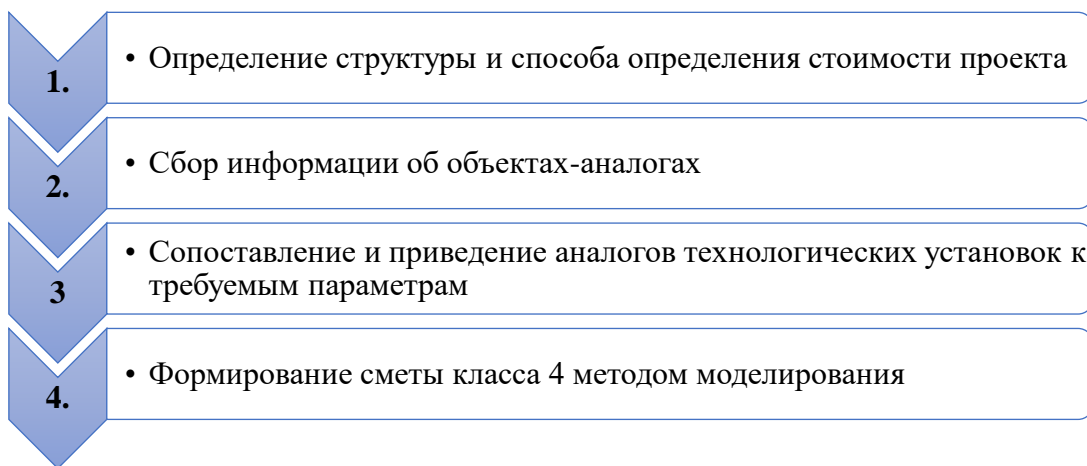 1.
• Определение структуры и способа определения стоимости проекта
2.
• Сбор информации об объектах-аналогах
3
• Сопоставление и приведение аналогов технологических установок к
требуемым параметрам
4.
• Формирование сметы класса 4 методом моделирования